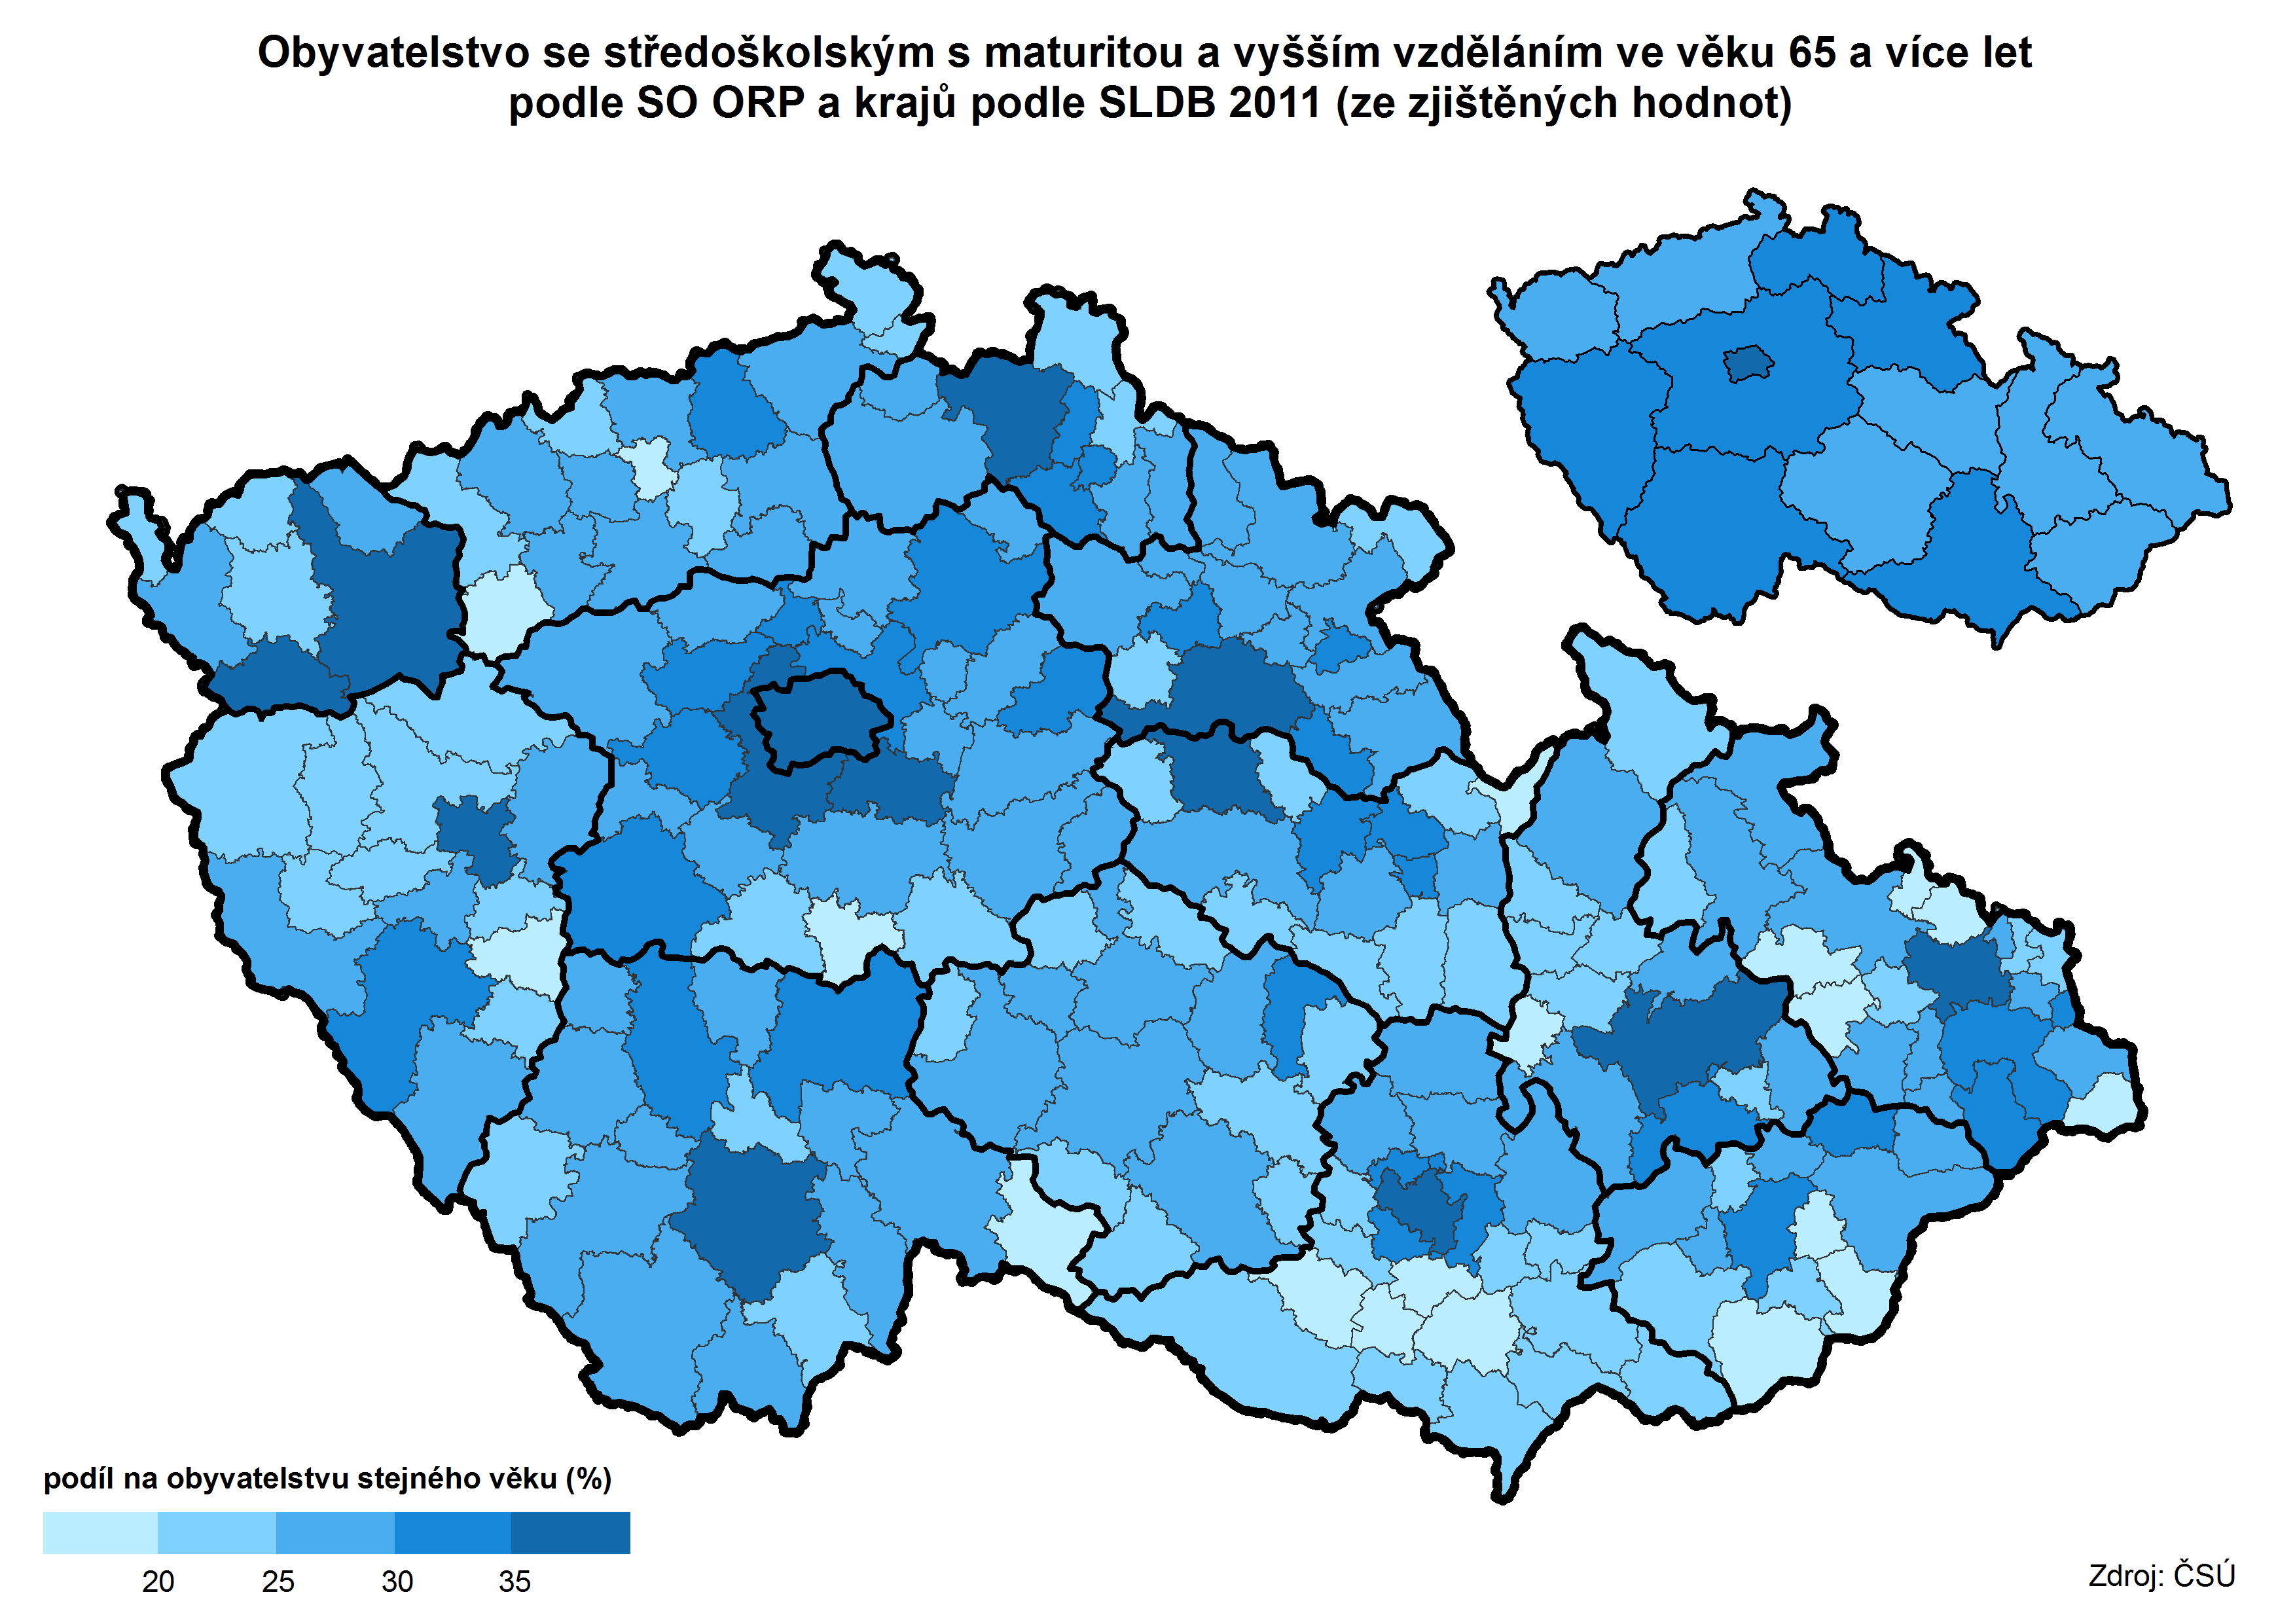 Obyvatelstvo se středoškolským s maturitou a vyšším vzděláním ve věku 65 a více let
podle SO ORP a krajů podle SLDB 2011 (ze zjištěných hodnot)
podíl na obyvatelstvu stejného věku (%)
20 25 30 35
Zdroj: ČSÚ